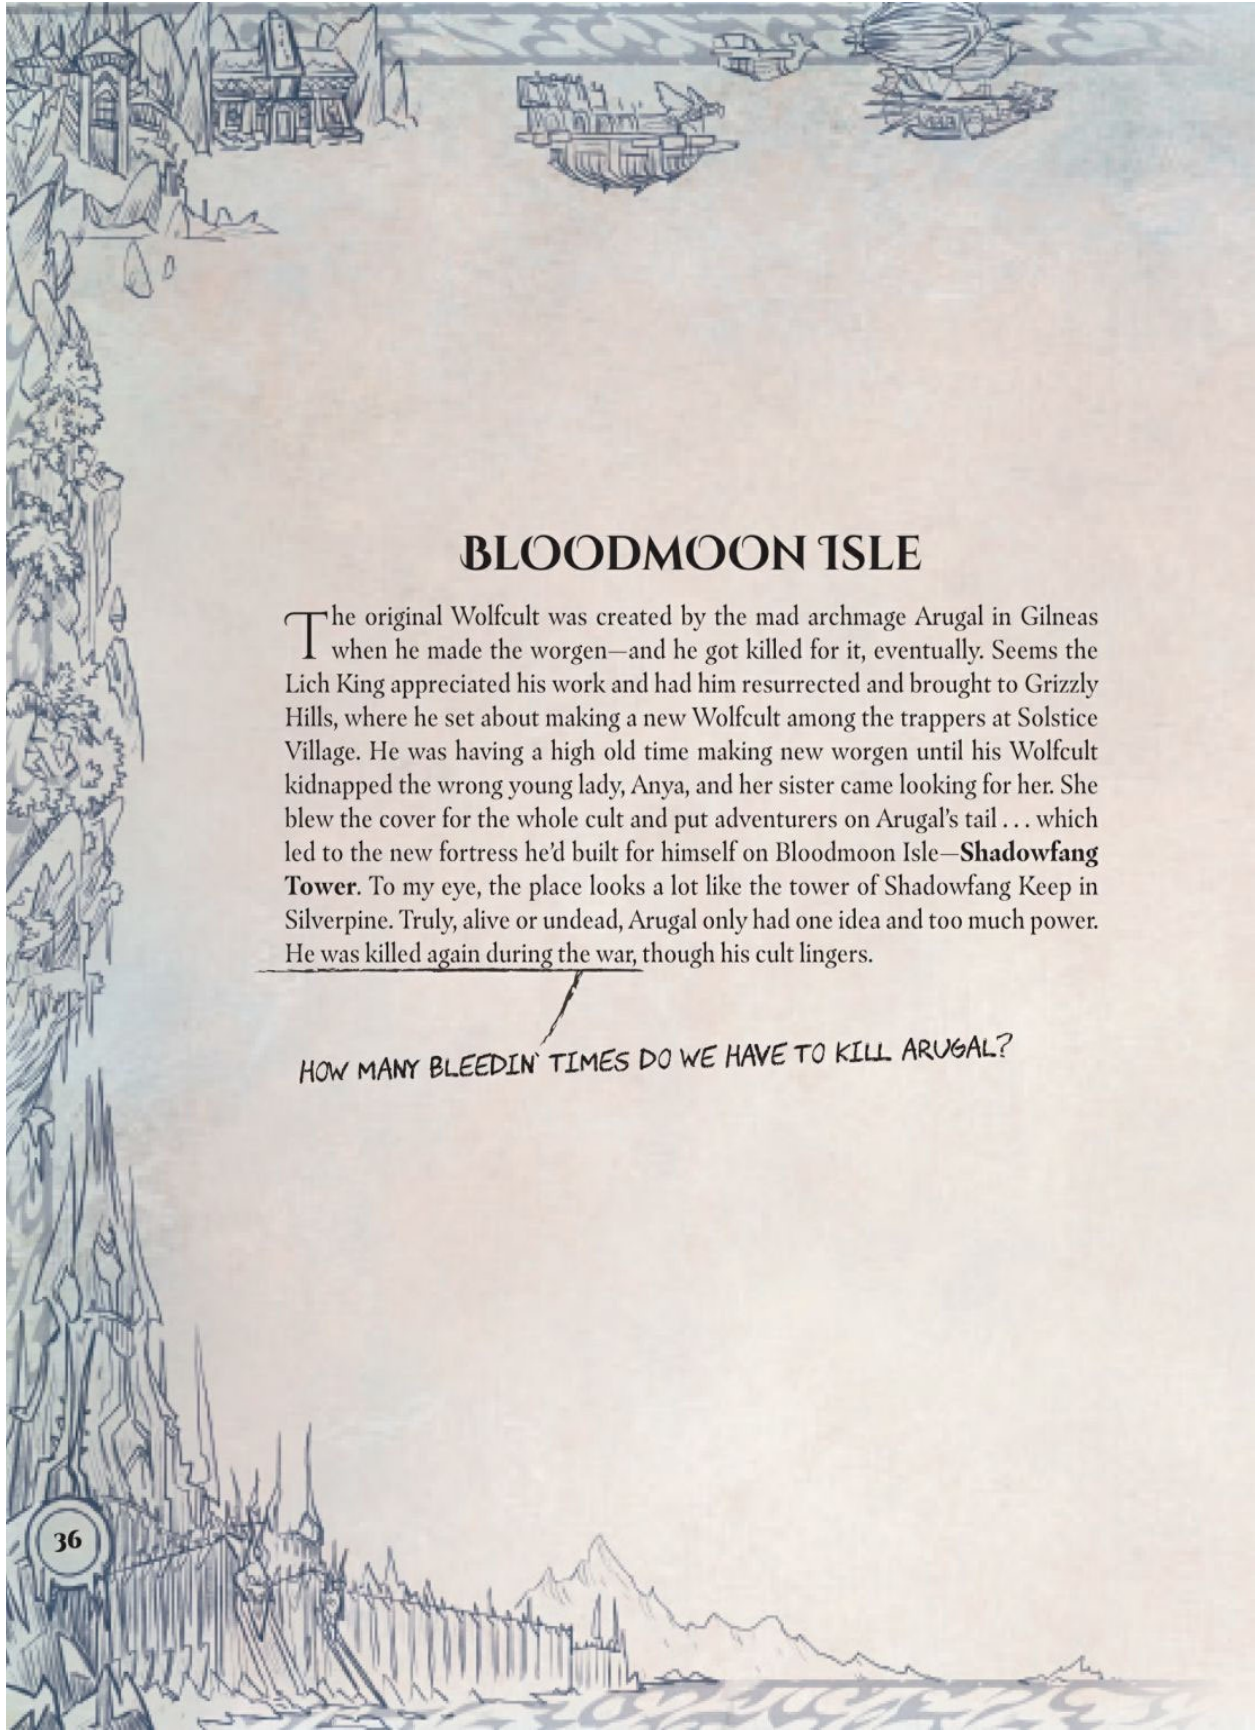 BLOODMOON ISLE
The original Wolfcult was created by the mad archmage Arugal in Gilneas
when he made the worgen—and he got killed for it, eventually. Seems the
Lich King appreciated his work and had him resurrected and brought to Grizzly
Hills, where he set about making a new Wolfcult among the trappers at Solstice
Village. He was having a high old time making new worgen until his Wolfcult
kidnapped the wrong young lady, Anya, and her sister came looking for her. She
blew the cover for the whole cult and put adventurers on Arugal’s tail . . . which
led to the new fortress he’d built for himself on Bloodmoon Isle—Shadowfang
Tower. To my eye, the place looks a lot like the tower of Shadowfang Keep in
Silverpine. Truly, alive or undead, Arugal only had one idea and too much power.
He was killed again during the war, though his cult lingers.
HOW MANY BLEEDIN' TIMES DO WE HAVE TO KILL ARUGAL?
36